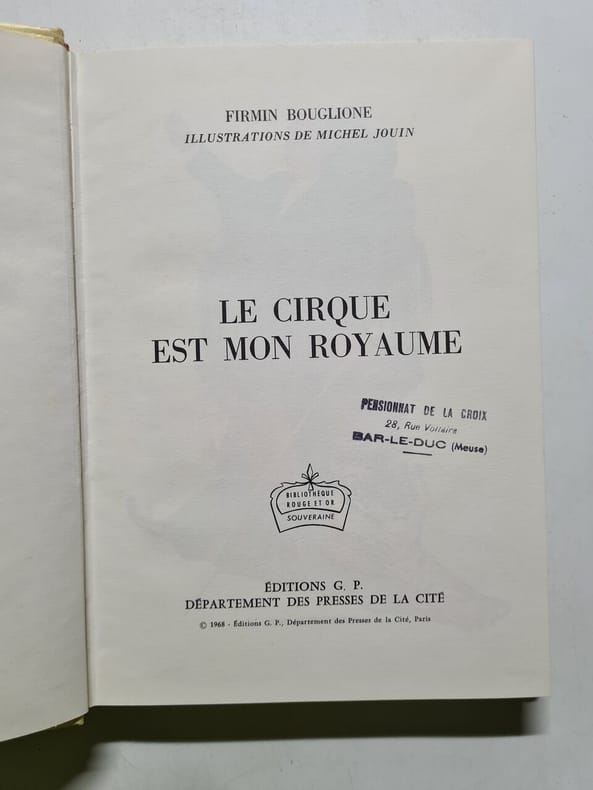 FIRMIN BOUGLIONE
ILLUSTRATIONS DE MICHEL JOUIN
LE CIRQUE
EST MON ROYAUME
PENSIONNAT DE LA CROIX
28, Rue Voltaire
BAR-LE-DUC (Meuse)
BIBLIOTHÈQUE
ROUGE ET OR
SOUVERAINE
ÉDITIONS G. P.
DÉPARTEMENT DES PRESSES DE LA CITÉ
© 1968 - Éditions G. P., Département des Presses de la Cité, Paris